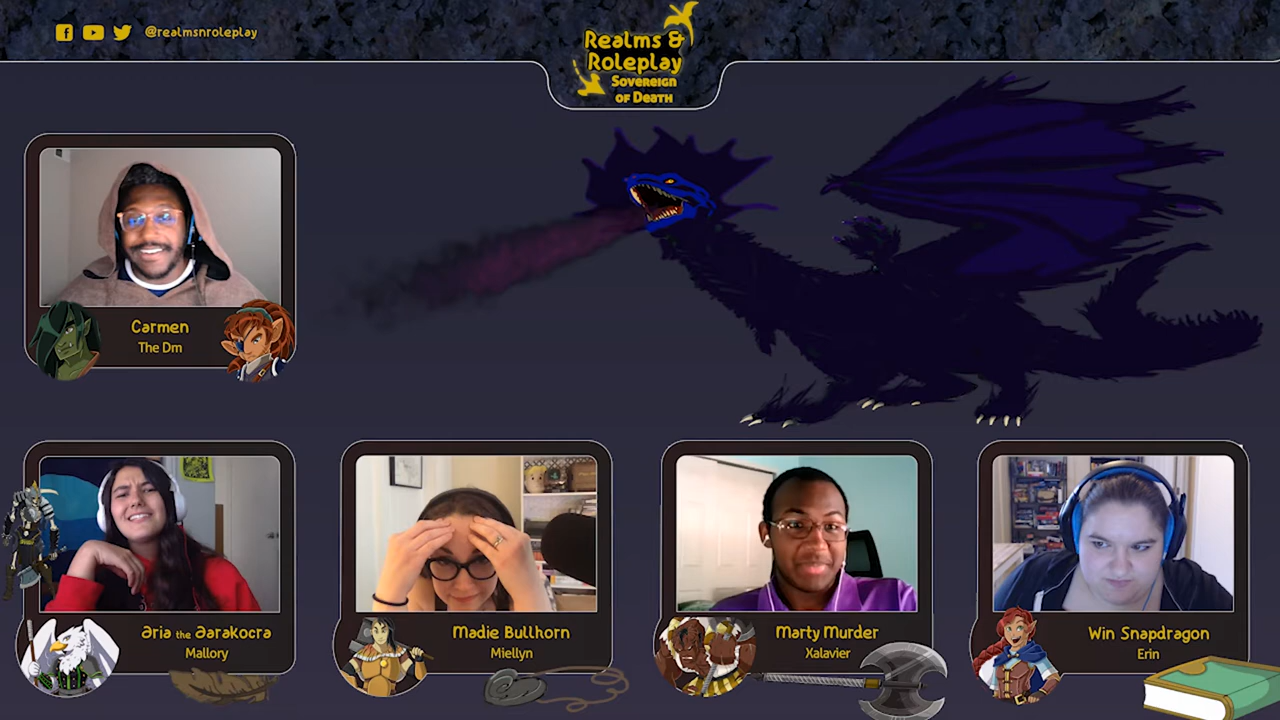 @realmsnroleplay
Realms &
Roleplay
Sovereign
of Death
Carmen
The Dm
Aria the Aarakocra
Mallory
Madie Bullhorn
Miellyn
Marty Murder
Xalavier
Win Snapdragon
Erin